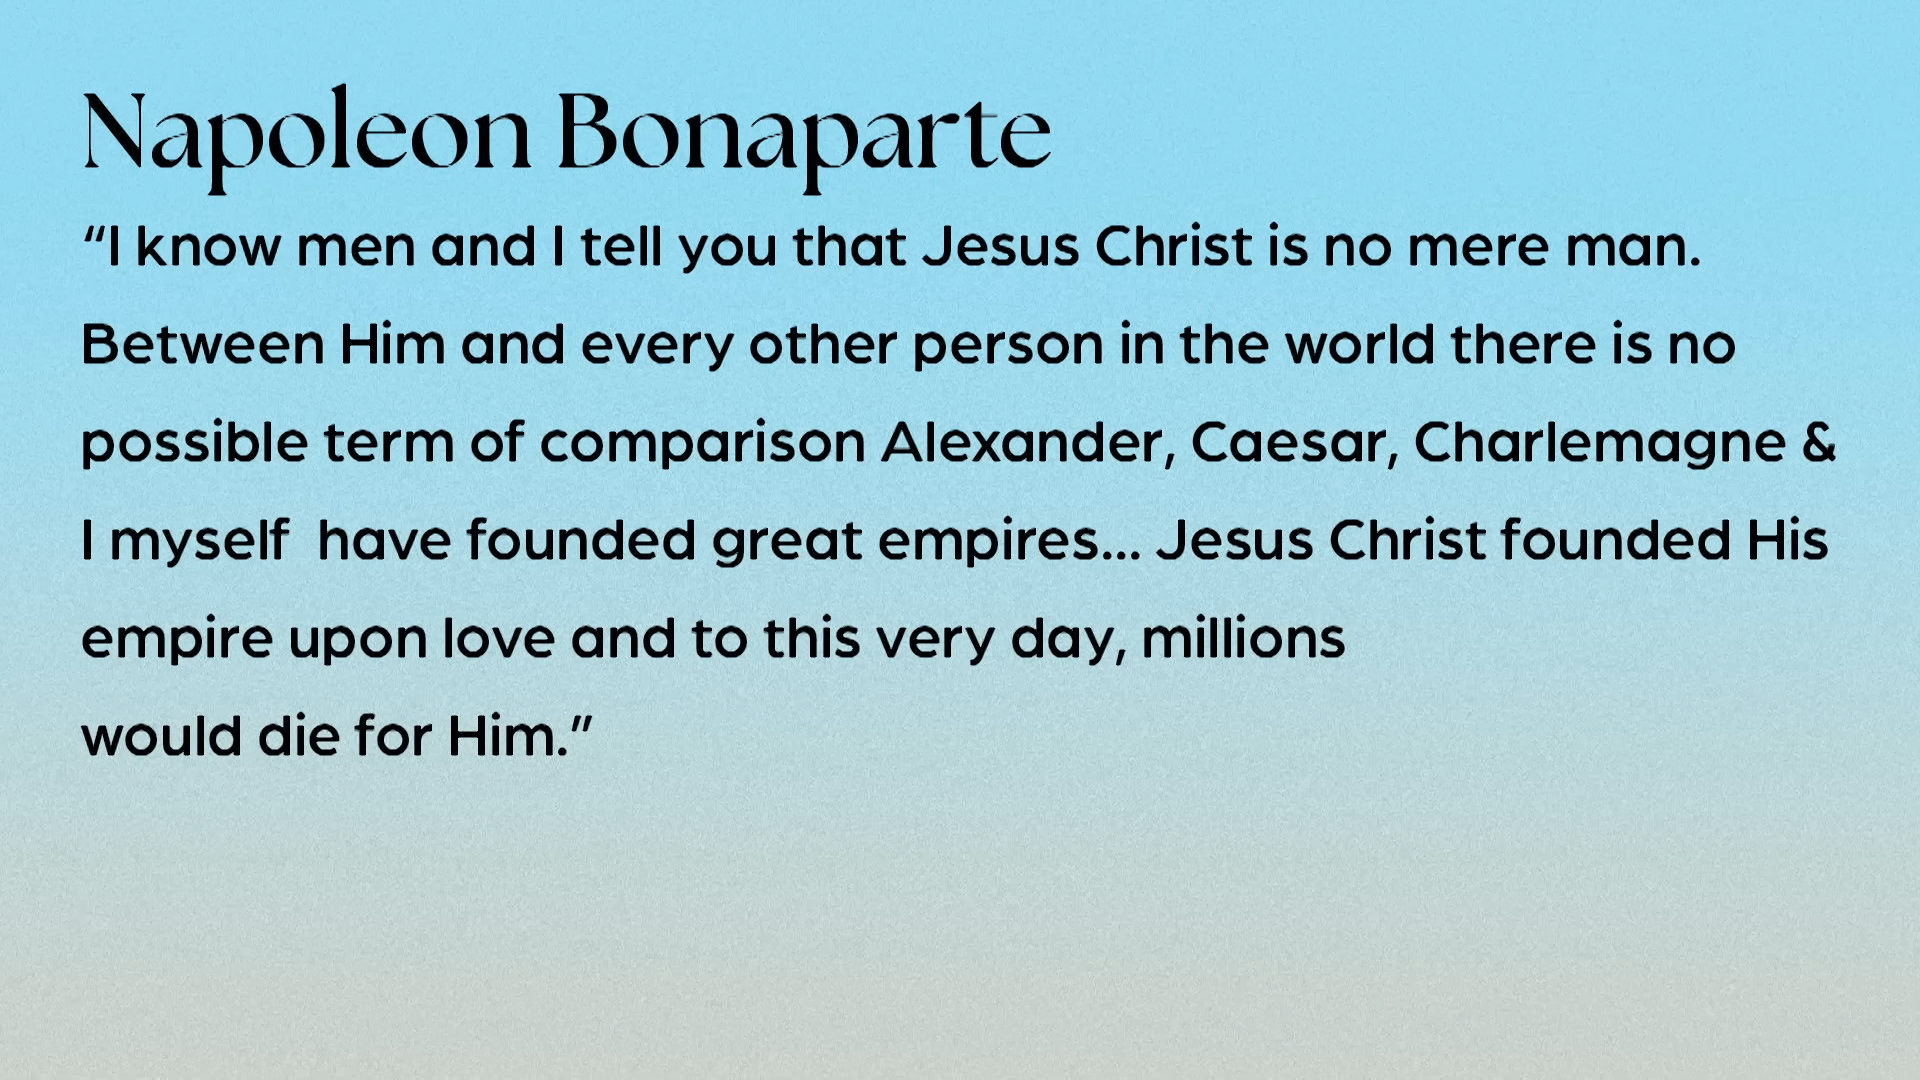 Napoleon Bonaparte
“I know men and I tell you that Jesus Christ is no mere man.
Between Him and every other person in the world there is no
possible term of comparison Alexander, Caesar, Charlemagne &
I myself  have founded great empires... Jesus Christ founded His
empire upon love and to this very day, millions
would die for Him.”